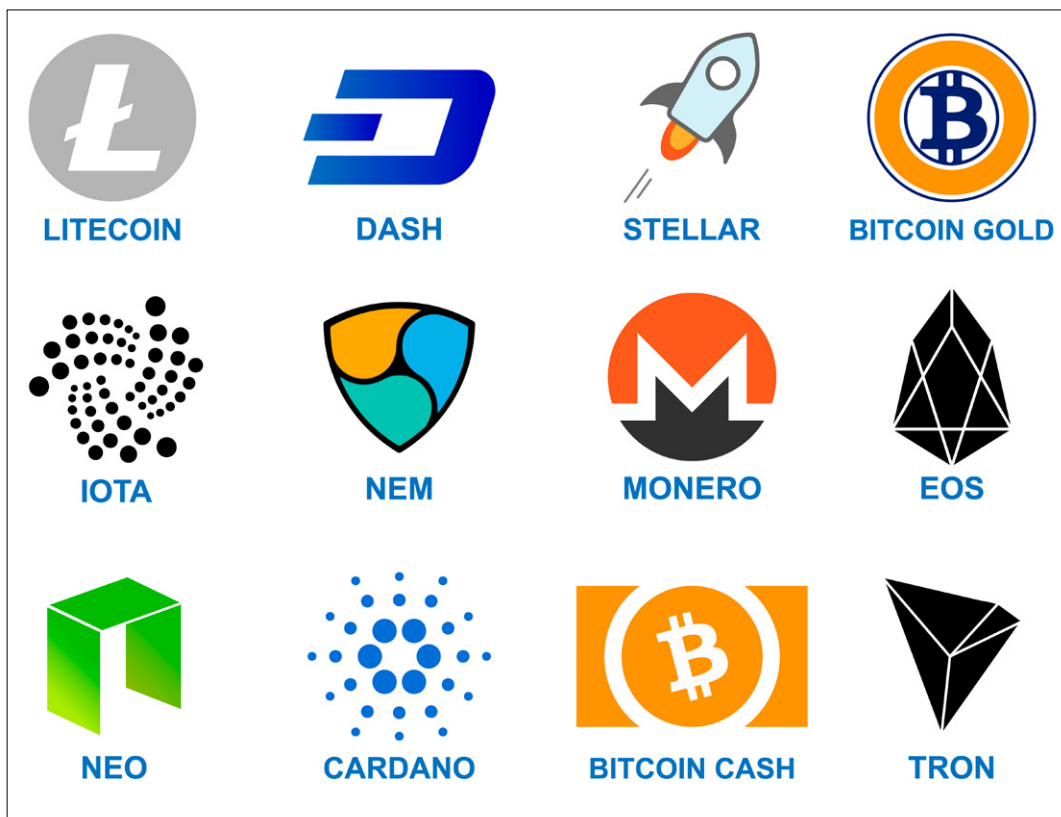 LITECOIN
DASH
STELLAR
BITCOIN GOLD
IOTA
NEM
MONERO
EOS
NEO
CARDANO
BITCOIN CASH
TRON